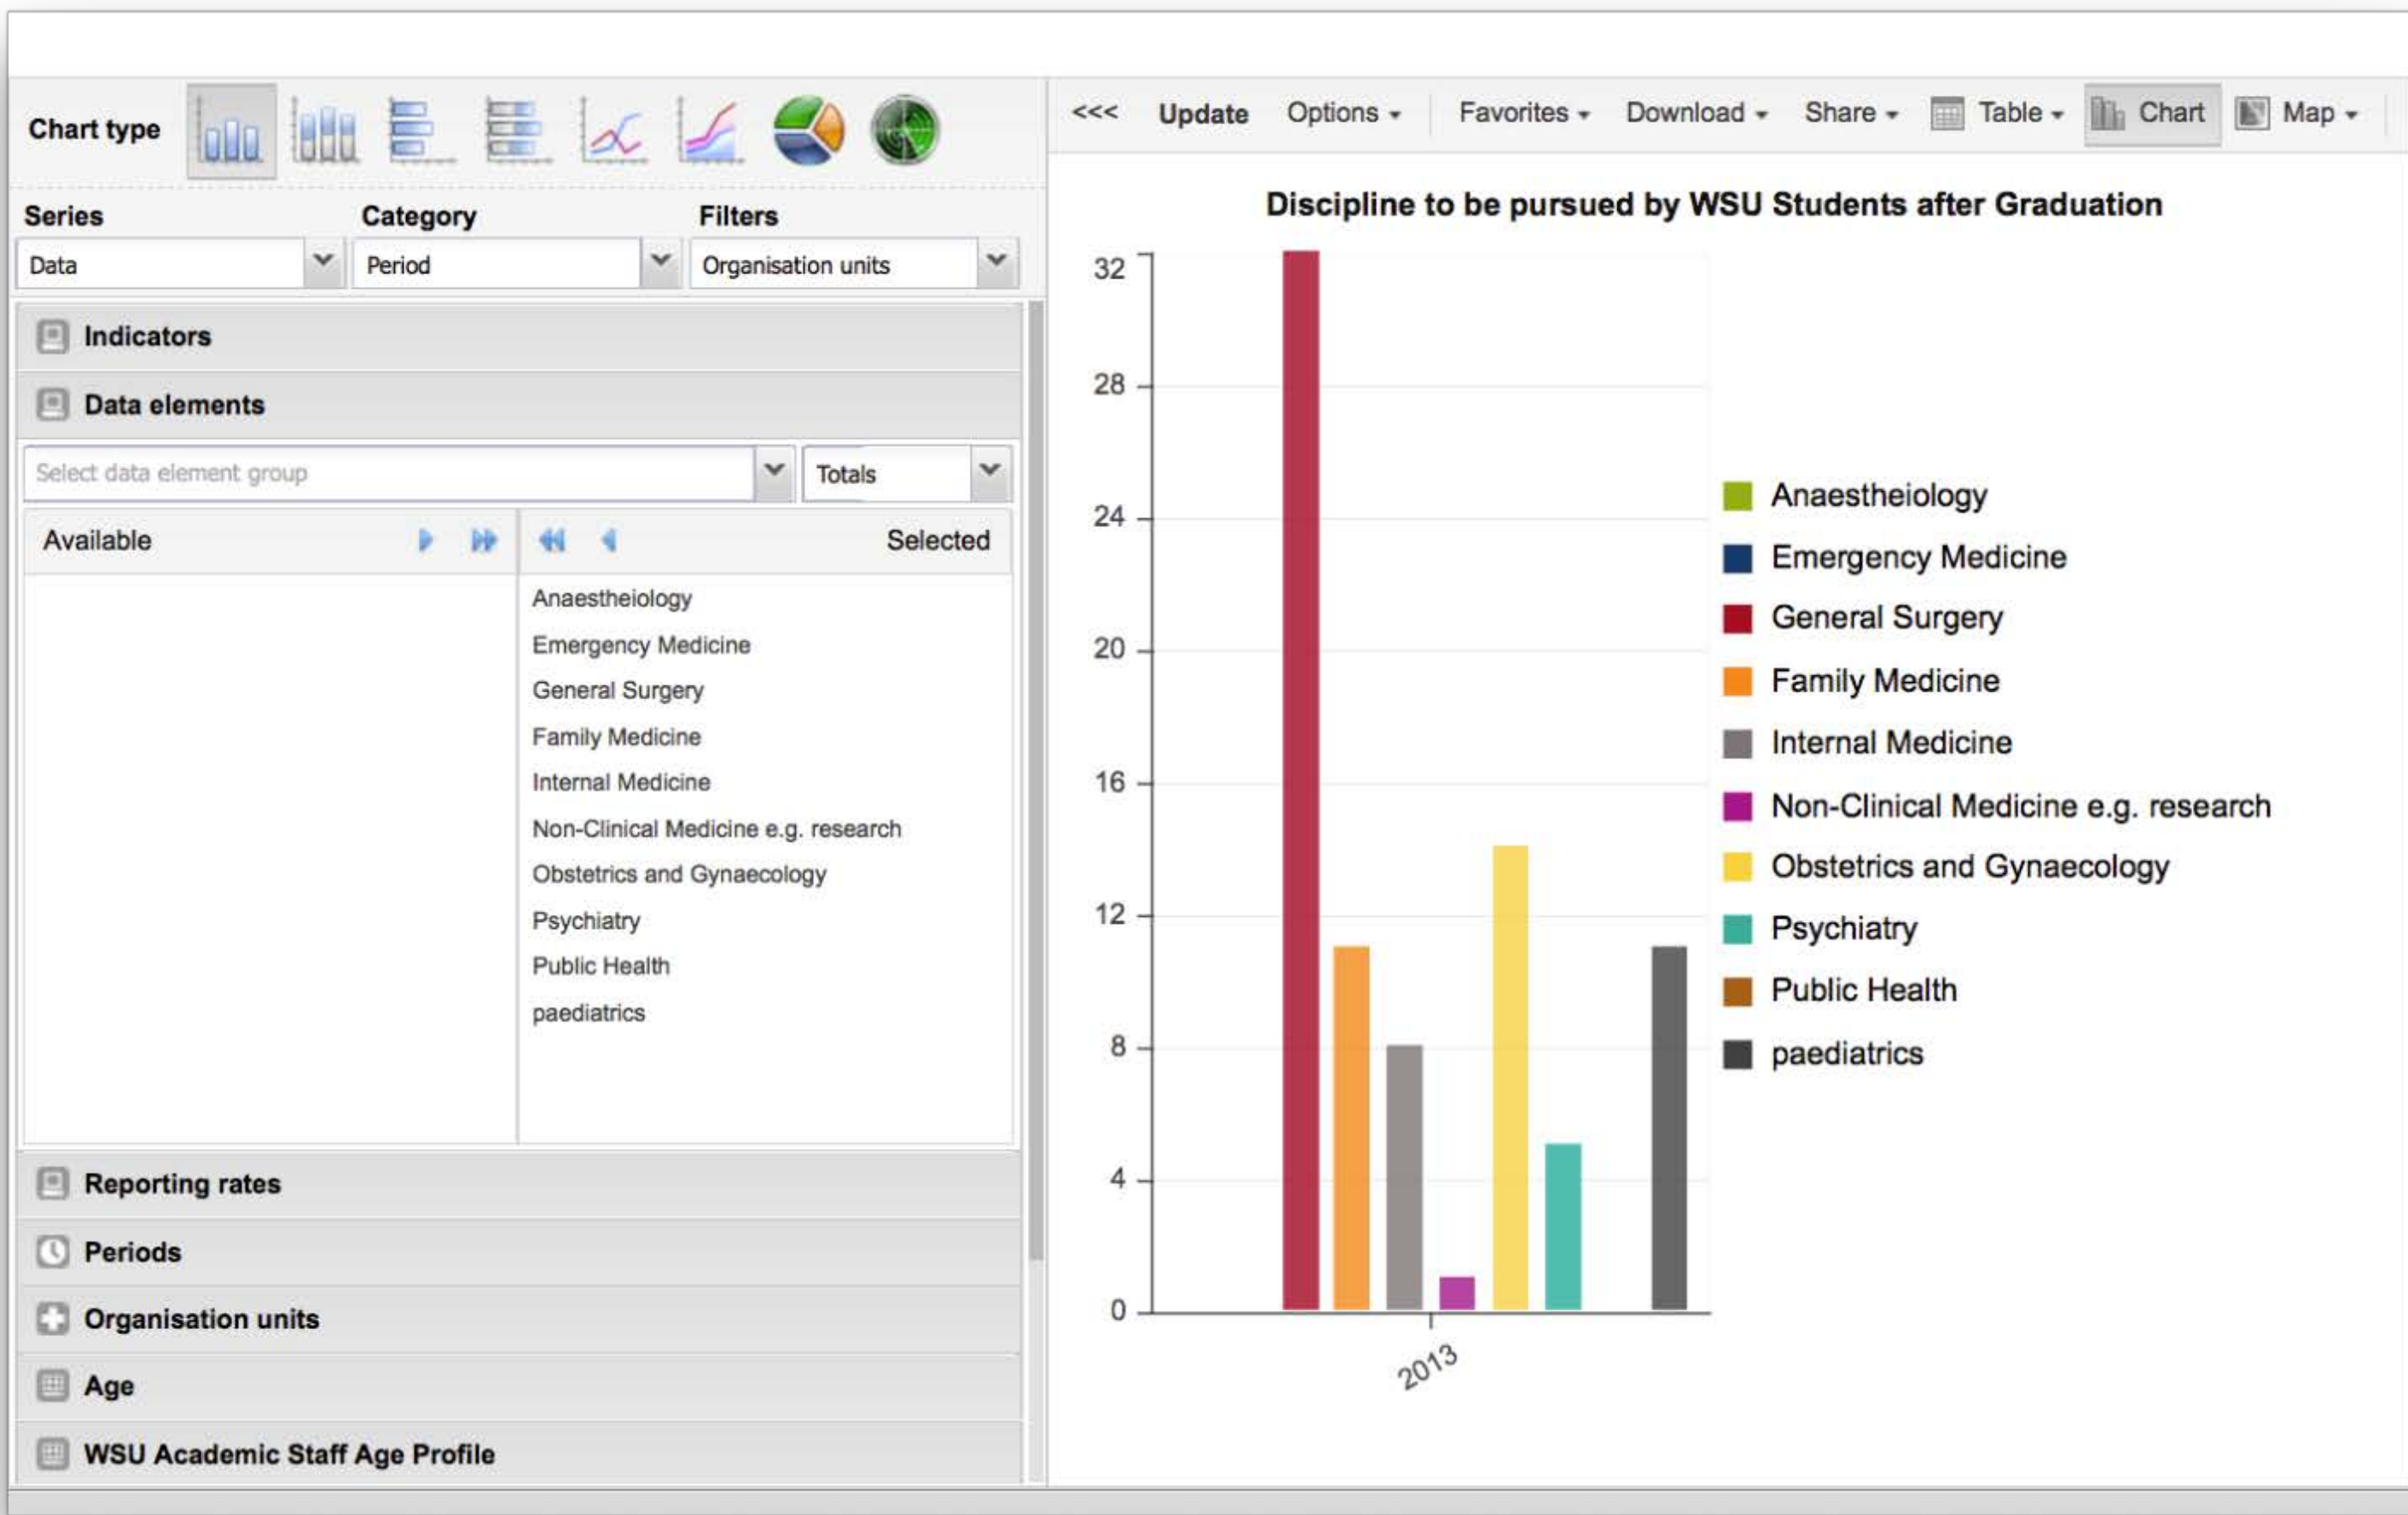 Chart type
Series Category Filters
Data Period Organisation units
Indicators
Data elements
Select data element group Totals
Available Selected
Anaestheiology
Emergency Medicine
General Surgery
Family Medicine
Internal Medicine
Non-Clinical Medicine e.g. research
Obstetrics and Gynaecology
Psychiatry
Public Health
paediatrics
Reporting rates
Periods
Organisation units
Age
WSU Academic Staff Age Profile
<<< Update Options Favorites Download Share Table Chart Map
Discipline to be pursued by WSU Students after Graduation
32
28
24
20
16
12
8
4
0
2013
Anaestheiology
Emergency Medicine
General Surgery
Family Medicine
Internal Medicine
Non-Clinical Medicine e.g. research
Obstetrics and Gynaecology
Psychiatry
Public Health
paediatrics